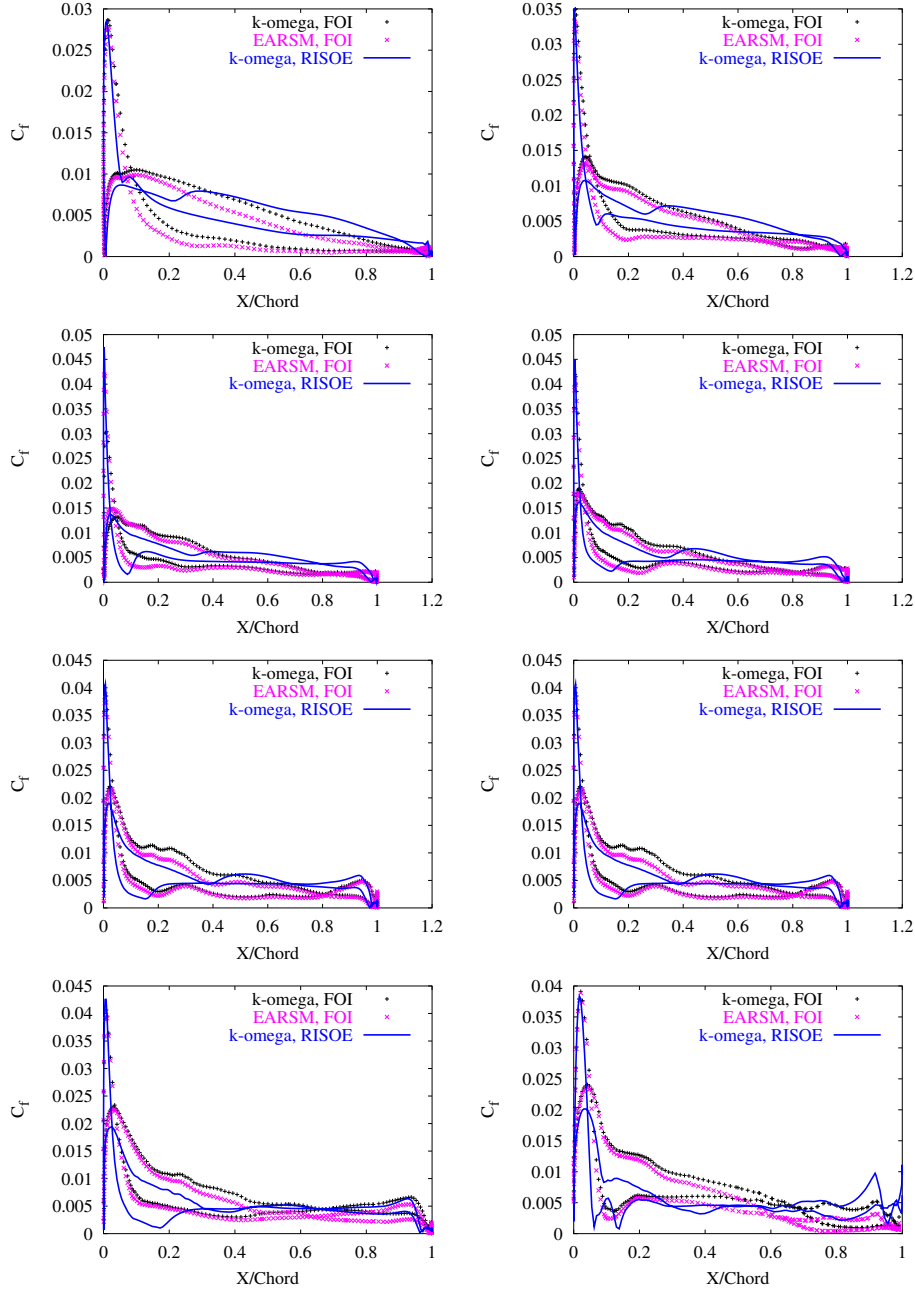 0.03
0.025
0.02
0.015
0.01
0.005
0
C_f
k-omega, FOI
EARSM, FOI
k-omega, RISOE
0 0.2 0.4 0.6 0.8 1
X/Chord
0.035
0.03
0.025
0.02
0.015
0.01
0.005
0
C_f
k-omega, FOI
EARSM, FOI
k-omega, RISOE
0 0.2 0.4 0.6 0.8 1 1.2
X/Chord
0.05
0.045
0.04
0.035
0.03
0.025
0.02
0.015
0.01
0.005
0
C_f
k-omega, FOI
EARSM, FOI
k-omega, RISOE
0 0.2 0.4 0.6 0.8 1 1.2
X/Chord
0.05
0.045
0.04
0.035
0.03
0.025
0.02
0.015
0.01
0.005
0
C_f
k-omega, FOI
EARSM, FOI
k-omega, RISOE
0 0.2 0.4 0.6 0.8 1 1.2
X/Chord
0.045
0.04
0.035
0.03
0.025
0.02
0.015
0.01
0.005
0
C_f
k-omega, FOI
EARSM, FOI
k-omega, RISOE
0 0.2 0.4 0.6 0.8 1 1.2
X/Chord
0.045
0.04
0.035
0.03
0.025
0.02
0.015
0.01
0.005
0
C_f
k-omega, FOI
EARSM, FOI
k-omega, RISOE
0 0.2 0.4 0.6 0.8 1 1.2
X/Chord
0.045
0.04
0.035
0.03
0.025
0.02
0.015
0.01
0.005
0
C_f
k-omega, FOI
EARSM, FOI
k-omega, RISOE
0 0.2 0.4 0.6 0.8 1
X/Chord
0.04
0.035
0.03
0.025
0.02
0.015
0.01
0.005
0
C_f
k-omega, FOI
EARSM, FOI
k-omega, RISOE
0 0.2 0.4 0.6 0.8 1
X/Chord